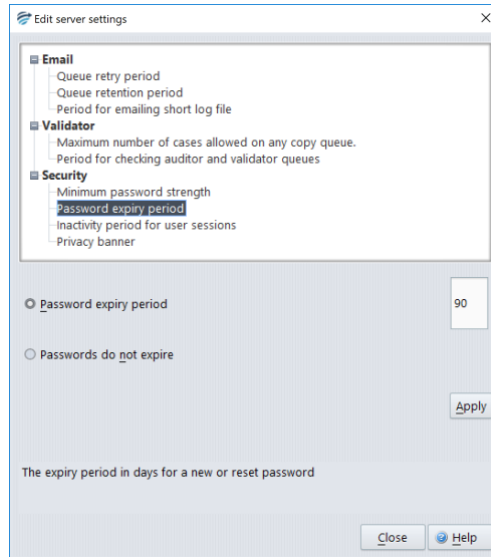 Edit server settings
Email
Queue retry period
Queue retention period
Period for emailing short log file
Validator
Maximum number of cases allowed on any copy queue.
Period for checking auditor and validator queues
Security
Minimum password strength
Password expiry period
Inactivity period for user sessions
Privacy banner
Password expiry period 90
Passwords do not expire
Apply
The expiry period in days for a new or reset password
Close Help